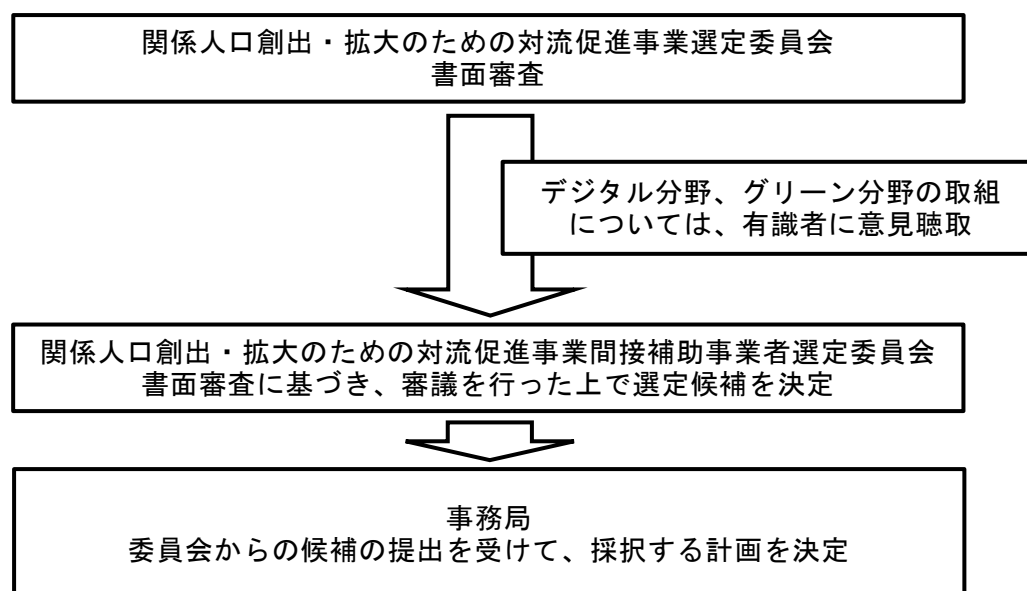 関係人口創出・拡大のための対流促進事業選定委員会
書面審査
デジタル分野、グリーン分野の取組
については、有識者に意見聴取
関係人口創出・拡大のための対流促進事業間接補助事業者選定委員会
書面審査に基づき、審議を行った上で選定候補を決定
事務局
委員会からの候補の提出を受けて、採択する計画を決定